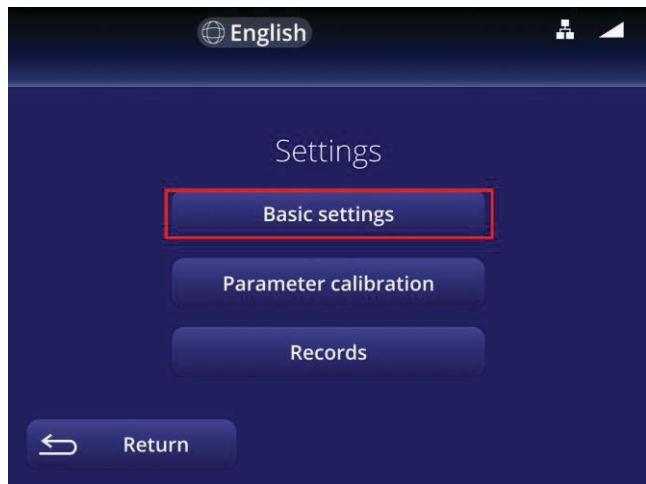 English
Settings
Basic settings
Parameter calibration
Records
Return